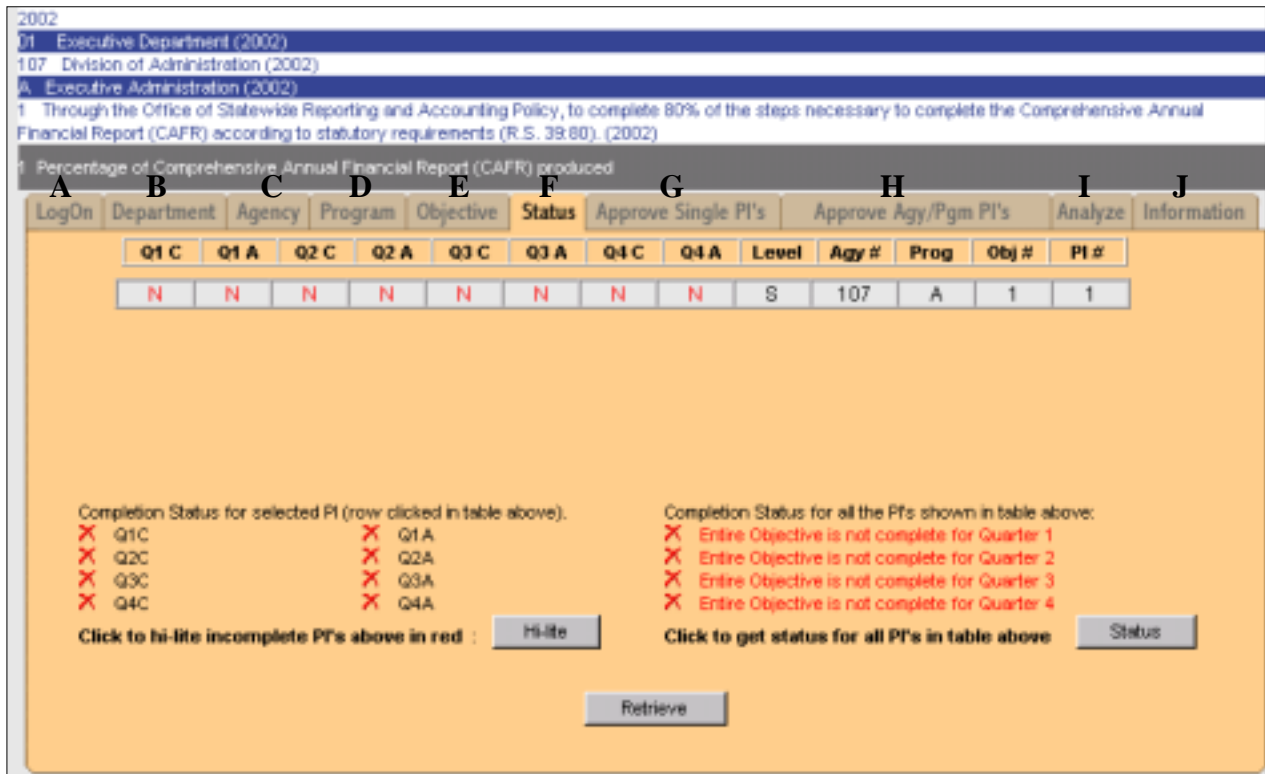 2002
01 Executive Department (2002)
107 Division of Administration (2002)
A Executive Administration (2002)
1 Through the Office of Statewide Reporting and Accounting Policy, to complete 80% of the steps necessary to complete the Comprehensive Annual
Financial Report (CAFR) according to statutory requirements (R.S. 39:80). (2002)
1 Percentage of Comprehensive Annual Financial Report (CAFR) produced
A B C D E F G H I J
LogOn Department Agency Program Objective Status Approve Single PI's Approve Agy/Pgm PI's Analyze Information
Q1 C Q1 A Q2 C Q2 A Q3 C Q3 A Q4 C Q4 A Level Agy # Prog Obj # PI #
N N N N N N N N S 107 A 1 1
Completion Status for selected PI (row clicked in table above). Completion Status for all the PI's shown in table above:
Q1C Q1A Entire Objective is not complete for Quarter 1
Q2C Q2A Entire Objective is not complete for Quarter 2
Q3C Q3A Entire Objective is not complete for Quarter 3
Q4C Q4A Entire Objective is not complete for Quarter 4
Click to hi-lite incomplete PI's above in red : Hi-lite Click to get status for all PI's in table above Status
Retrieve